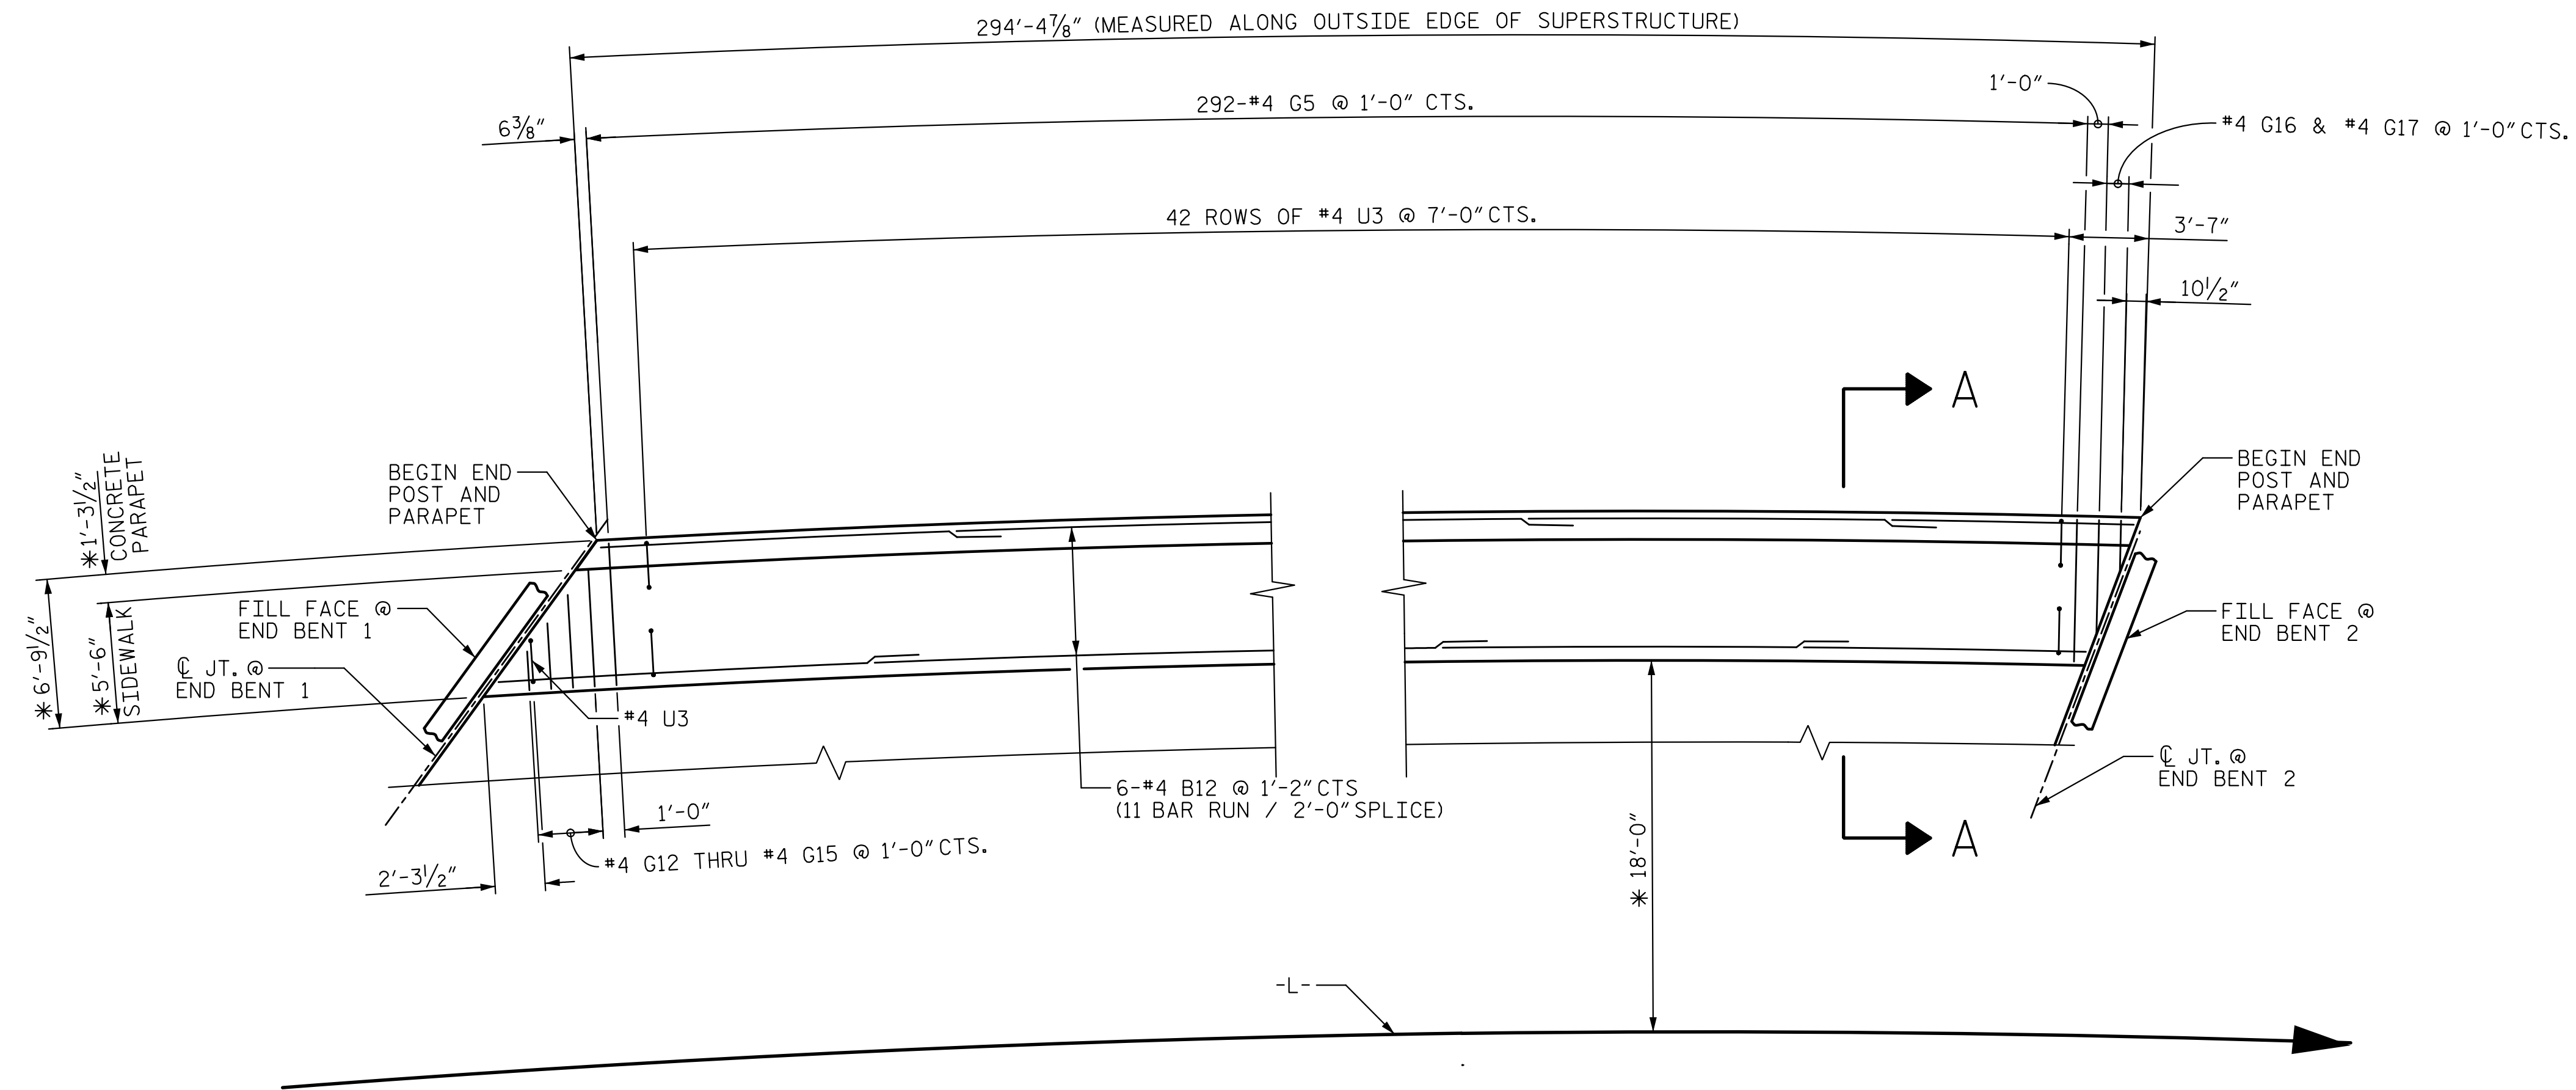 294'-4⅞" (MEASURED ALONG OUTSIDE EDGE OF SUPERSTRUCTURE)
1'-0"
292-#4 G5 @ 1'-0" CTS.
6⅜"
#4 G16 & #4 G17 @ 1'-0" CTS.
42 ROWS OF #4 U3 @ 7'-0" CTS.
3'-7"
10½"
A
BEGIN END
POST AND
PARAPET
BEGIN END
POST AND
PARAPET
*1'-3½"
CONCRETE
PARAPET
FILL FACE @
END BENT 1
FILL FACE @
END BENT 2
*6'-9½"
*5'-6"
SIDEWALK
℄ JT. @
END BENT 1
#4 U3
℄ JT. @
END BENT 2
6-#4 B12 @ 1'-2" CTS
(11 BAR RUN / 2'-0" SPLICE)
1'-0"
A
#4 G12 THRU #4 G15 @ 1'-0" CTS.
2'-3½"
* 18'-0"
-L-